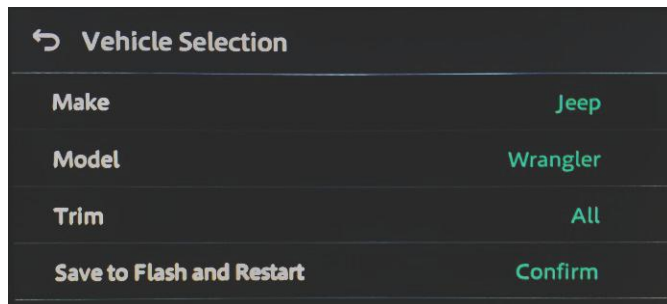 Vehicle Selection
Make Jeep
Model Wrangler
Trim All
Save to Flash and Restart Confirm